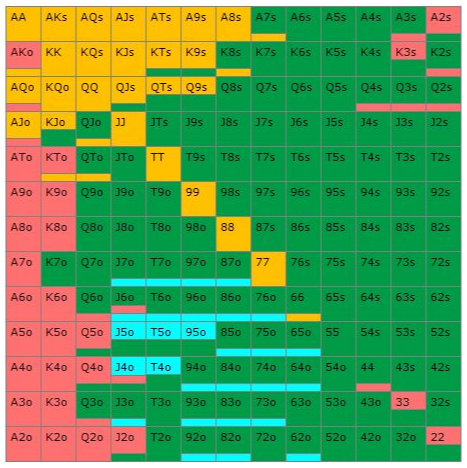 AA AKs AQs AJs ATs A9s A8s A7s A6s A5s A4s A3s A2s
AKo KK KQs KJs KTs K9s K8s K7s K6s K5s K4s K3s K2s
AQo KQo QQ QJs QTs Q9s Q8s Q7s Q6s Q5s Q4s Q3s Q2s
AJo KJo QJo JJ JTs J9s J8s J7s J6s J5s J4s J3s J2s
ATo KTo QTo JTo TT T9s T8s T7s T6s T5s T4s T3s T2s
A9o K9o Q9o J9o T9o 99 98s 97s 96s 95s 94s 93s 92s
A8o K8o Q8o J8o T8o 98o 88 87s 86s 85s 84s 83s 82s
A7o K7o Q7o J7o T7o 97o 87o 77 76s 75s 74s 73s 72s
A6o K6o Q6o J6o T6o 96o 86o 76o 66 65s 64s 63s 62s
A5o K5o Q5o J5o T5o 95o 85o 75o 65o 55 54s 53s 52s
A4o K4o Q4o J4o T4o 94o 84o 74o 64o 54o 44 43s 42s
A3o K3o Q3o J3o T3o 93o 83o 73o 63o 53o 43o 33 32s
A2o K2o Q2o J2o T2o 92o 82o 72o 62o 52o 42o 32o 22